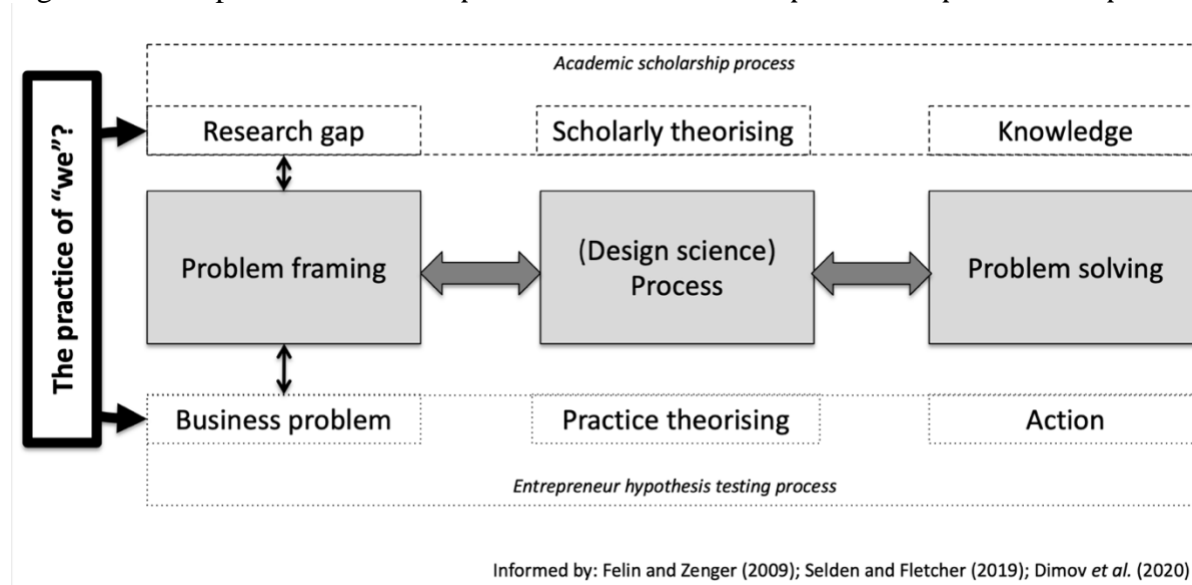 Academic scholarship process
The practice of “we”?
Research gap
Scholarly theorising
Knowledge
Problem framing
(Design science)
Process
Problem solving
Business problem
Practice theorising
Action
Entrepreneur hypothesis testing process
Informed by: Felin and Zenger (2009); Selden and Fletcher (2019); Dimov et al. (2020)